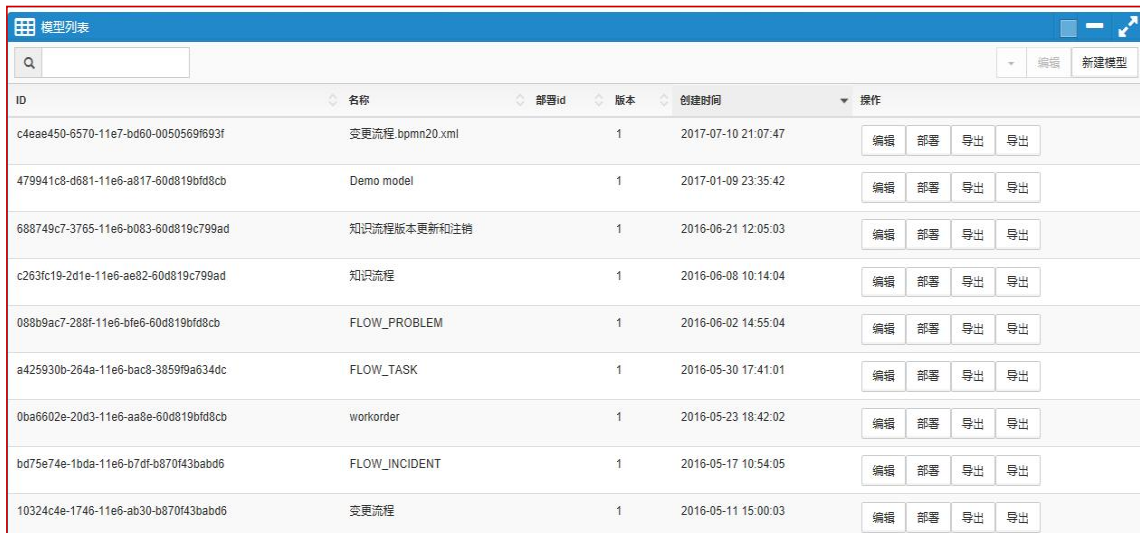 模型列表
编辑 新建模型
ID 名称 部署id 版本 创建时间 操作
c4eae450-6570-11e7-bd60-0050569f693f 变更流程.bpmn20.xml 1 2017-07-10 21:07:47 编辑 部署 导出 导出
479941c8-d681-11e6-a817-60d819bfd8cb Demo model 1 2017-01-09 23:35:42 编辑 部署 导出 导出
688749c7-3765-11e6-b083-60d819c799ad 知识流程版本更新和注销 1 2016-06-21 12:05:03 编辑 部署 导出 导出
c263fc19-2d1e-11e6-ae82-60d819c799ad 知识流程 1 2016-06-08 10:14:04 编辑 部署 导出 导出
088b9ac7-288f-11e6-bfe6-60d819bfd8cb FLOW_PROBLEM 1 2016-06-02 14:55:04 编辑 部署 导出 导出
a425930b-264a-11e6-bac8-3859f9a634dc FLOW_TASK 1 2016-05-30 17:41:01 编辑 部署 导出 导出
0ba6602e-20d3-11e6-aa8e-60d819bfd8cb workorder 1 2016-05-23 18:42:02 编辑 部署 导出 导出
bd75e74e-1bda-11e6-b7df-b870f43babd6 FLOW_INCIDENT 1 2016-05-17 10:54:05 编辑 部署 导出 导出
10324c4e-1746-11e6-ab30-b870f43babd6 变更流程 1 2016-05-11 15:00:03 编辑 部署 导出 导出